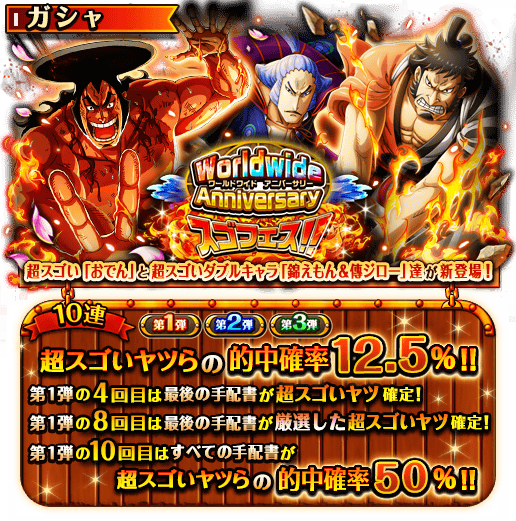 ガシャ
Worldwide
ワールドワイド アニバーサリー
Anniversary
スゴフェス!!
超スゴい「おでん」と超スゴいダブルキャラ「錦えもん&傳ジロー」達が新登場!
10連 第1弾 第2弾 第3弾
超スゴいヤツらの的中確率12.5%!!
第1弾の4回目は最後の手配書が超スゴいヤツ確定!
第1弾の8回目は最後の手配書が厳選した超スゴいヤツ確定!
第1弾の10回目はすべての手配書が
超スゴいヤツらの的中確率50%!!